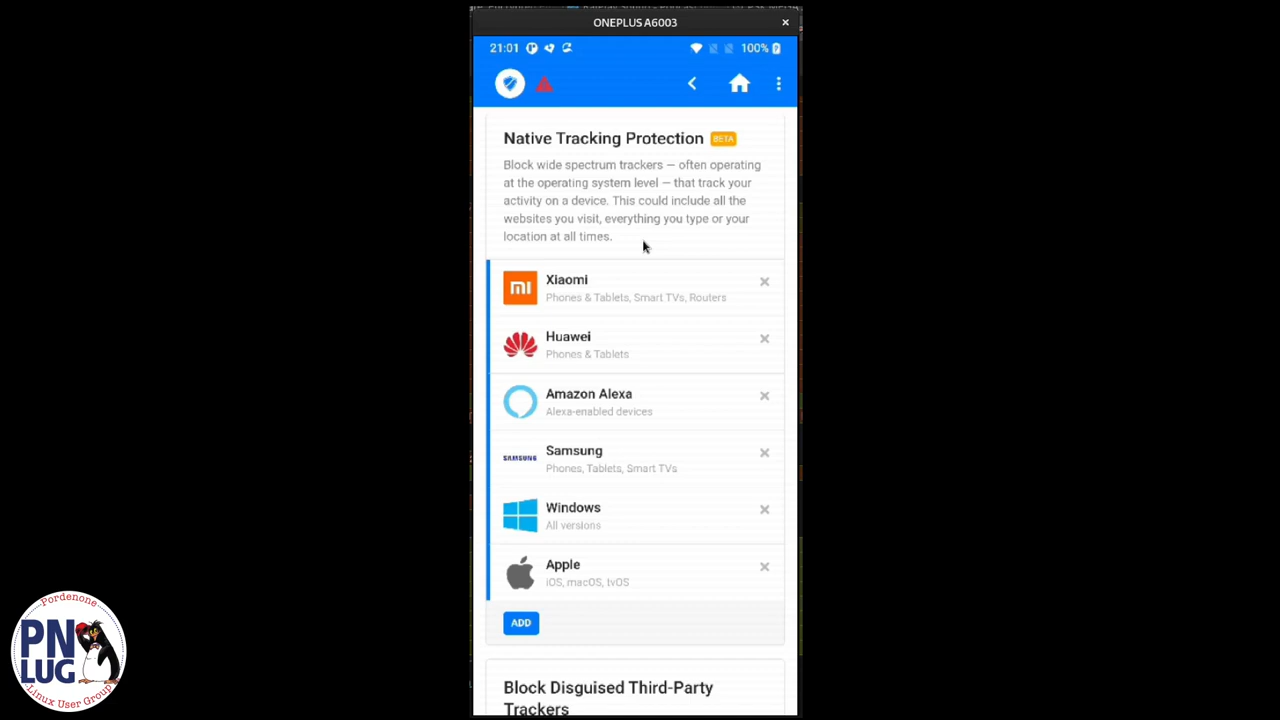 ONEPLUS A6003
21:01
100%
Native Tracking Protection BETA
Block wide spectrum trackers — often operating
at the operating system level — that track your
activity on a device. This could include all the
websites you visit, everything you type or your
location at all times.
mi
Xiaomi
Phones & Tablets, Smart TVs, Routers
Huawei
Phones & Tablets
Amazon Alexa
Alexa-enabled devices
SAMSUNG
Samsung
Phones, Tablets, Smart TVs
Windows
All versions
Apple
iOS, macOS, tvOS
ADD
Block Disguised Third-Party
Trackers
Pordenone
PN
LUG
Linux User Group